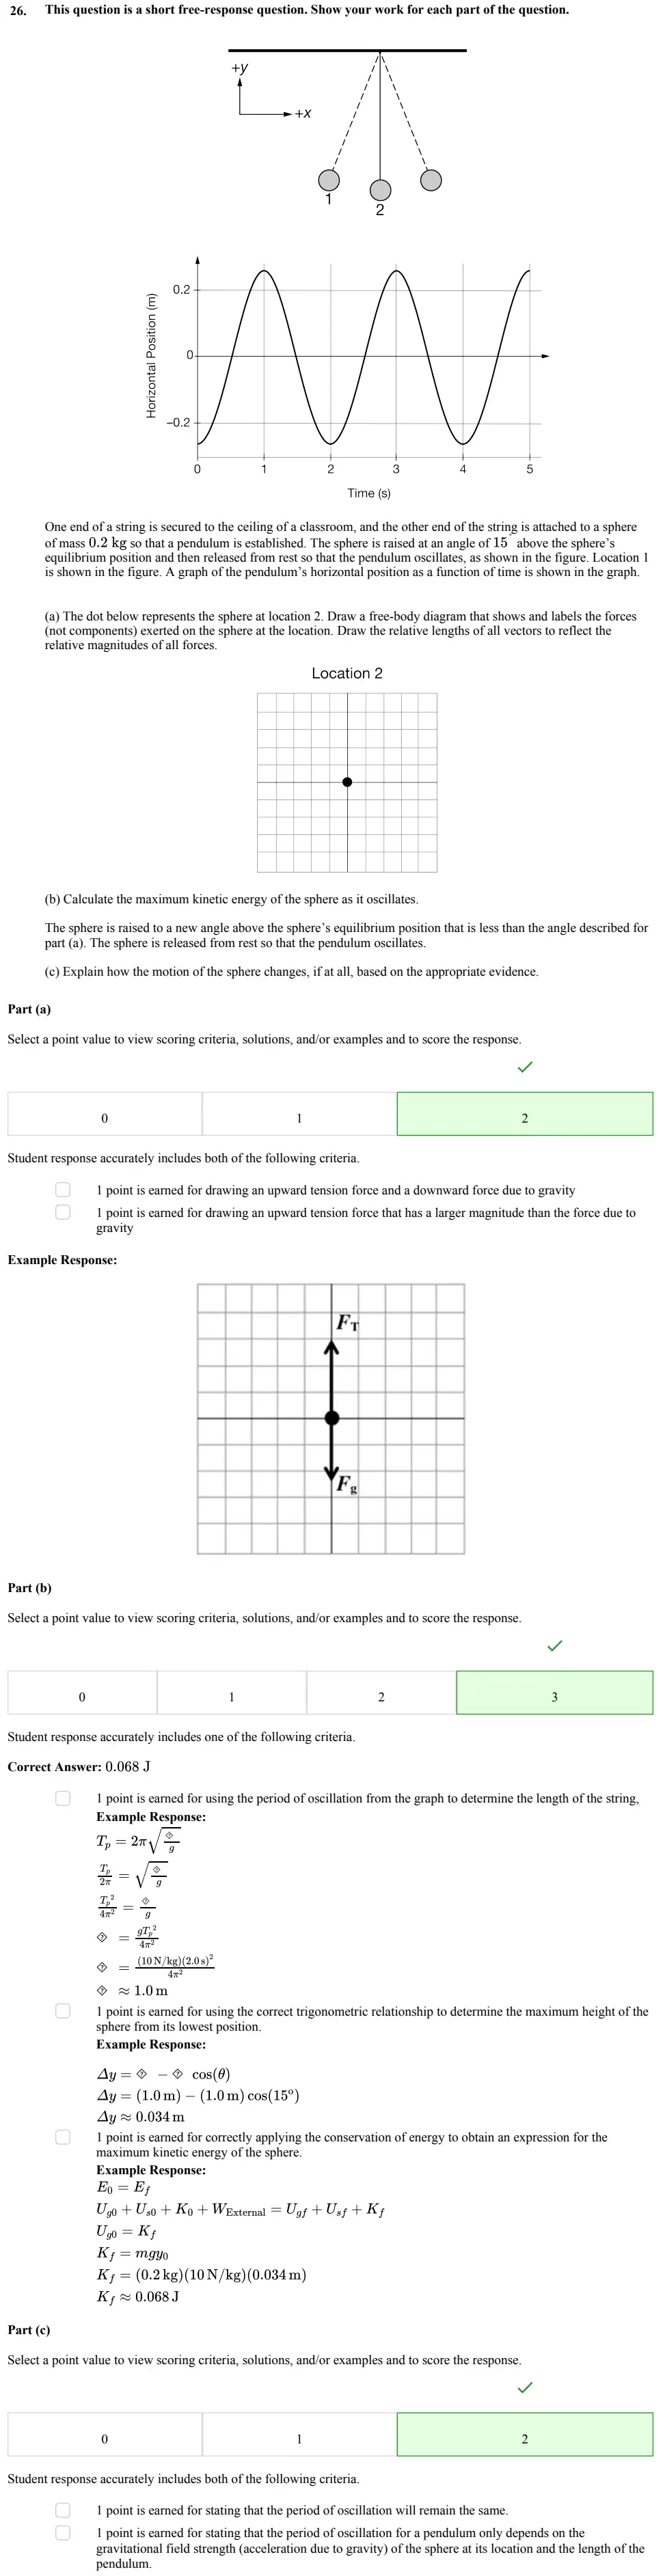 26. This question is a short free-response question. Show your work for each part of the question.
+y
+x
1
2
Horizontal Position (m)
0.2
0
−0.2
0 1 2 3 4 5
Time (s)
One end of a string is secured to the ceiling of a classroom, and the other end of the string is attached to a sphere
of mass 0.2 kg so that a pendulum is established. The sphere is raised at an angle of 15° above the sphere's
equilibrium position and then released from rest so that the pendulum oscillates, as shown in the figure. Location 1
is shown in the figure. A graph of the pendulum's horizontal position as a function of time is shown in the graph.
(a) The dot below represents the sphere at location 2. Draw a free-body diagram that shows and labels the forces
(not components) exerted on the sphere at the location. Draw the relative lengths of all vectors to reflect the
relative magnitudes of all forces.
Location 2
(b) Calculate the maximum kinetic energy of the sphere as it oscillates.
The sphere is raised to a new angle above the sphere's equilibrium position that is less than the angle described for
part (a). The sphere is released from rest so that the pendulum oscillates.
(c) Explain how the motion of the sphere changes, if at all, based on the appropriate evidence.
Part (a)
Select a point value to view scoring criteria, solutions, and/or examples and to score the response.
✓
0 1 2
Student response accurately includes both of the following criteria.
1 point is earned for drawing an upward tension force and a downward force due to gravity
1 point is earned for drawing an upward tension force that has a larger magnitude than the force due to
gravity
Example Response:
F_T
F_g
Part (b)
Select a point value to view scoring criteria, solutions, and/or examples and to score the response.
✓
0 1 2 3
Student response accurately includes one of the following criteria.
Correct Answer: 0.068 J
1 point is earned for using the period of oscillation from the graph to determine the length of the string,
Example Response:
T_p = 2π√(�/g)
T_p/2π = √(�/g)
T_p²/4π² = �/g
� = gT_p²/4π²
� = (10 N/kg)(2.0 s)²/4π²
� ≈ 1.0 m
1 point is earned for using the correct trigonometric relationship to determine the maximum height of the
sphere from its lowest position.
Example Response:
Δy = � − � cos(θ)
Δy = (1.0 m) − (1.0 m) cos(15°)
Δy ≈ 0.034 m
1 point is earned for correctly applying the conservation of energy to obtain an expression for the
maximum kinetic energy of the sphere.
Example Response:
E_0 = E_f
U_g0 + U_s0 + K_0 + W_External = U_gf + U_sf + K_f
U_g0 = K_f
K_f = mgy_0
K_f = (0.2 kg)(10 N/kg)(0.034 m)
K_f ≈ 0.068 J
Part (c)
Select a point value to view scoring criteria, solutions, and/or examples and to score the response.
✓
0 1 2
Student response accurately includes both of the following criteria.
1 point is earned for stating that the period of oscillation will remain the same.
1 point is earned for stating that the period of oscillation for a pendulum only depends on the
gravitational field strength (acceleration due to gravity) of the sphere at its location and the length of the
pendulum.